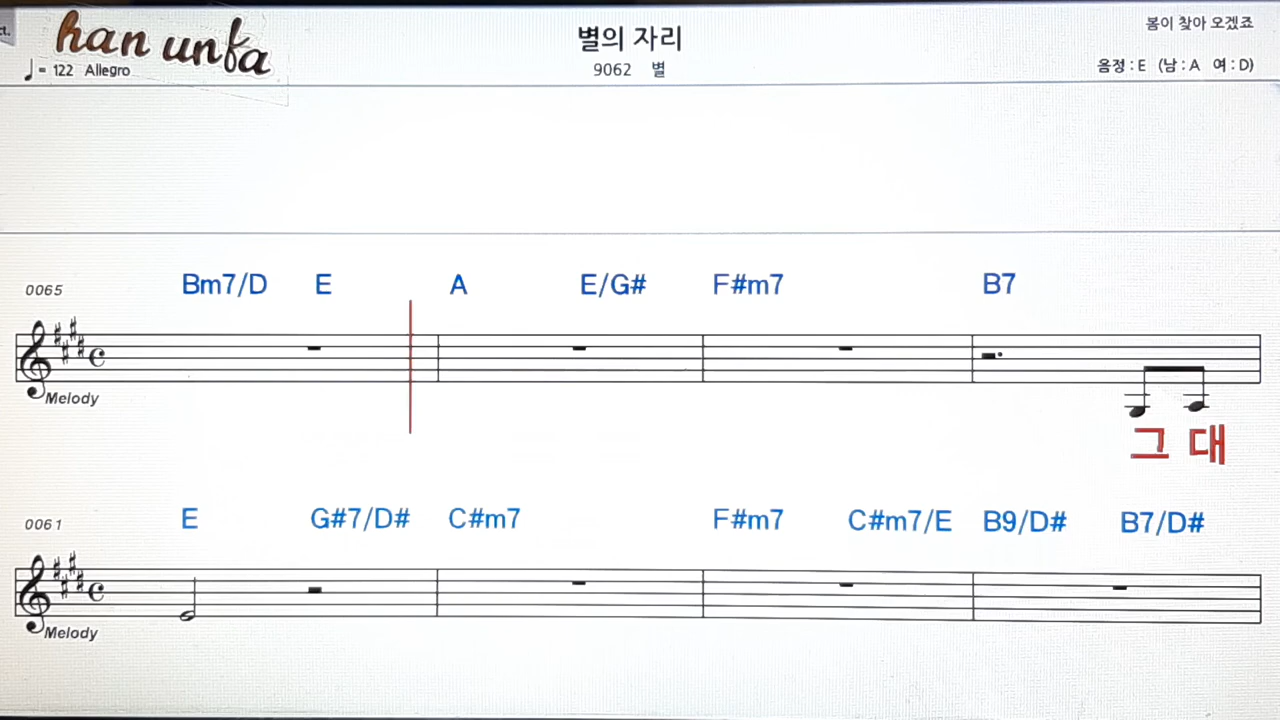 ct.
han unfa
별의 자리
봄이 찾아 오겠죠
♩ = 122 Allegro
9062 별
음정 : E (남 : A 여 : D)
0065 Bm7/D E A E/G# F#m7 B7
Melody
그 대
0061 E G#7/D# C#m7 F#m7 C#m7/E B9/D# B7/D#
Melody